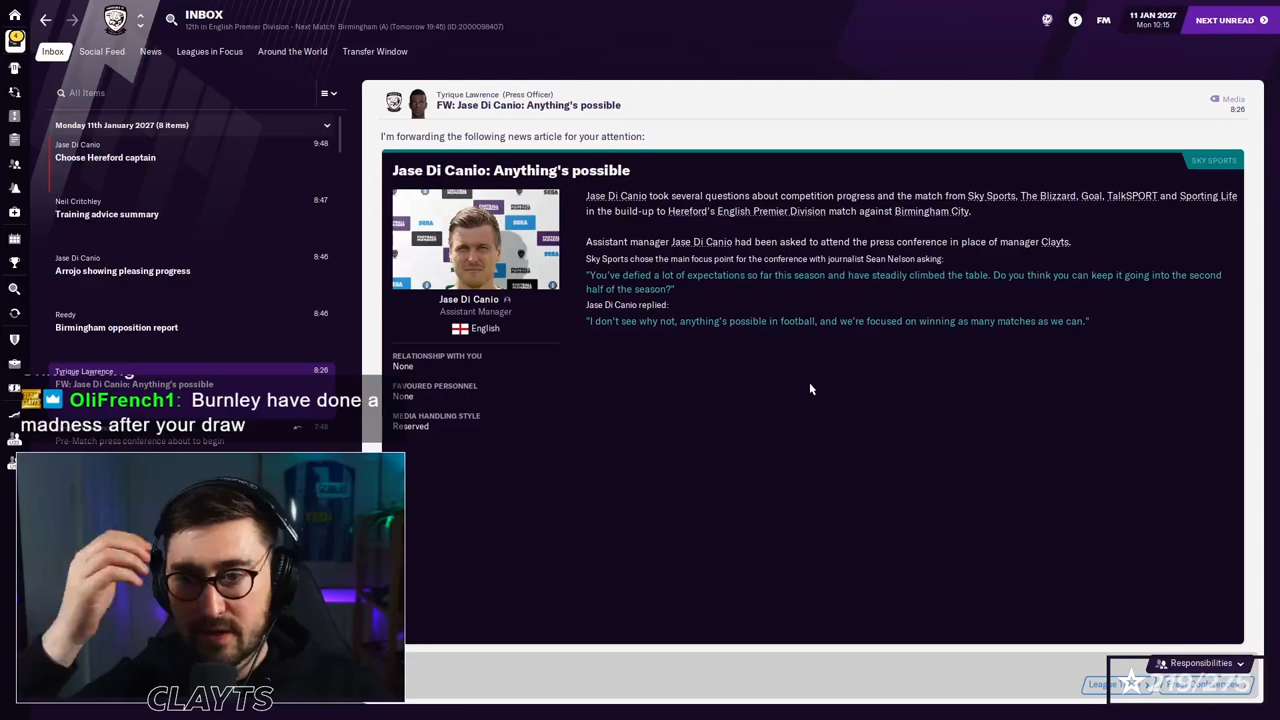 INBOX
12th in English Premier Division - Next Match: Birmingham (A) (Tomorrow 19:45) (ID:2000098407)
4
?
FM
11 JAN 2027
Mon 10:15
NEXT UNREAD
Inbox
Social Feed
News
Leagues in Focus
Around the World
Transfer Window
All Items
Monday 11th January 2027 (8 items)
Jase Di Canio 9:48
Choose Hereford captain
Neil Critchley 8:47
Training advance summary
Jase Di Canio 8:46
Arrojo showing pleasing progress
Reedy 8:46
Birmingham opposition report
Tyrique Lawrence 8:26
FW: Jase Di Canio: Anything's possible
7:48
Pre-Match press conference about to begin
OliFrench1: Burnley have done a
madness after your draw
CLAYTS
Tyrique Lawrence (Press Officer)
FW: Jase Di Canio: Anything's possible
Media
8:26
I'm forwarding the following news article for your attention:
Jase Di Canio: Anything's possible
SKY SPORTS
SEGA
Jase Di Canio
Assistant Manager
English
RELATIONSHIP WITH YOU
None
FAVOURED PERSONNEL
None
MEDIA HANDLING STYLE
Reserved
Jase Di Canio took several questions about competition progress and the match from Sky Sports, The Blizzard, Goal, TalkSPORT and Sporting Life
in the build-up to Hereford's English Premier Division match against Birmingham City.
Assistant manager Jase Di Canio had been asked to attend the press conference in place of manager Clayts.
Sky Sports chose the main focus point for the conference with journalist Sean Nelson asking:
"You've defied a lot of expectations so far this season and have steadily climbed the table. Do you think you can keep it going into the second
half of the season?"
Jase Di Canio replied:
"I don't see why not, anything's possible in football, and we're focused on winning as many matches as we can."
Responsibilities